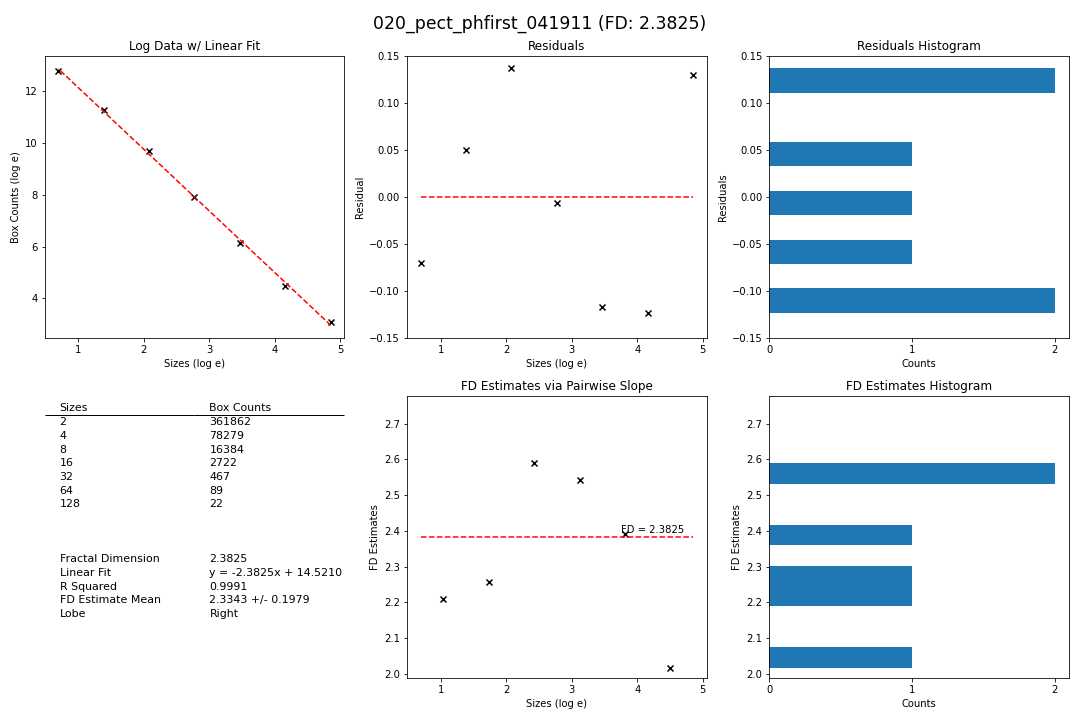 020_pect_phfirst_041911 (FD: 2.3825)
Log Data w/ Linear Fit
Box Counts (log e)
12
10
8
6
4
1 2 3 4 5
Sizes (log e)
Residuals
Residual
0.15
0.10
0.05
0.00
−0.05
−0.10
−0.15
1 2 3 4 5
Sizes (log e)
Residuals Histogram
Residuals
0.15
0.10
0.05
0.00
−0.05
−0.10
−0.15
0 1 2
Counts
Sizes Box Counts
2 361862
4 78279
8 16384
16 2722
32 467
64 89
128 22
Fractal Dimension 2.3825
Linear Fit y = -2.3825x + 14.5210
R Squared 0.9991
FD Estimate Mean 2.3343 +/- 0.1979
Lobe Right
FD Estimates via Pairwise Slope
FD Estimates
2.7
2.6
2.5
2.4
2.3
2.2
2.1
2.0
FD = 2.3825
1 2 3 4 5
Sizes (log e)
FD Estimates Histogram
FD Estimates
2.7
2.6
2.5
2.4
2.3
2.2
2.1
2.0
0 1 2
Counts